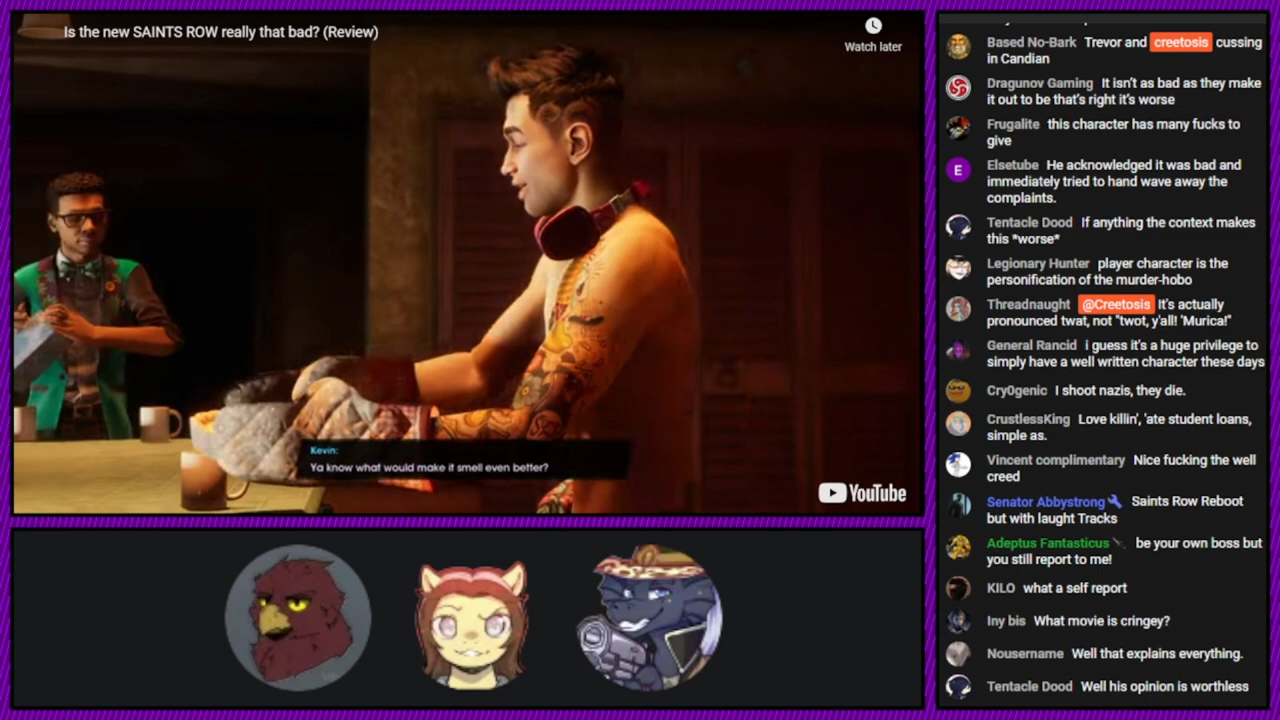 Is the new SAINTS ROW really that bad? (Review)
Watch later
Kevin:
Ya know what would make it smell even better?
YouTube
Based No-Bark Trevor and creetosis cussing
in Candian
Dragunov Gaming It isn't as bad as they make
it out to be that's right it's worse
Frugalite this character has many fucks to
give
E
Elsetube He acknowledged it was bad and
immediately tried to hand wave away the
complaints.
Tentacle Dood If anything the context makes
this *worse*
Legionary Hunter player character is the
personification of the murder-hobo
Threadnaught @Creetosis It's actually
pronounced twat, not "twot, y'all! 'Murica!"
General Rancid i guess it's a huge privilege to
simply have a well written character these days
Cry0genic I shoot nazis, they die.
CrustlessKing Love killin', 'ate student loans,
simple as.
Vincent complimentary Nice fucking the well
creed
Senator Abbystrong Saints Row Reboot
but with laught Tracks
Adeptus Fantasticus be your own boss but
you still report to me!
KILO what a self report
Iny bis What movie is cringey?
Nousername Well that explains everything.
Tentacle Dood Well his opinion is worthless